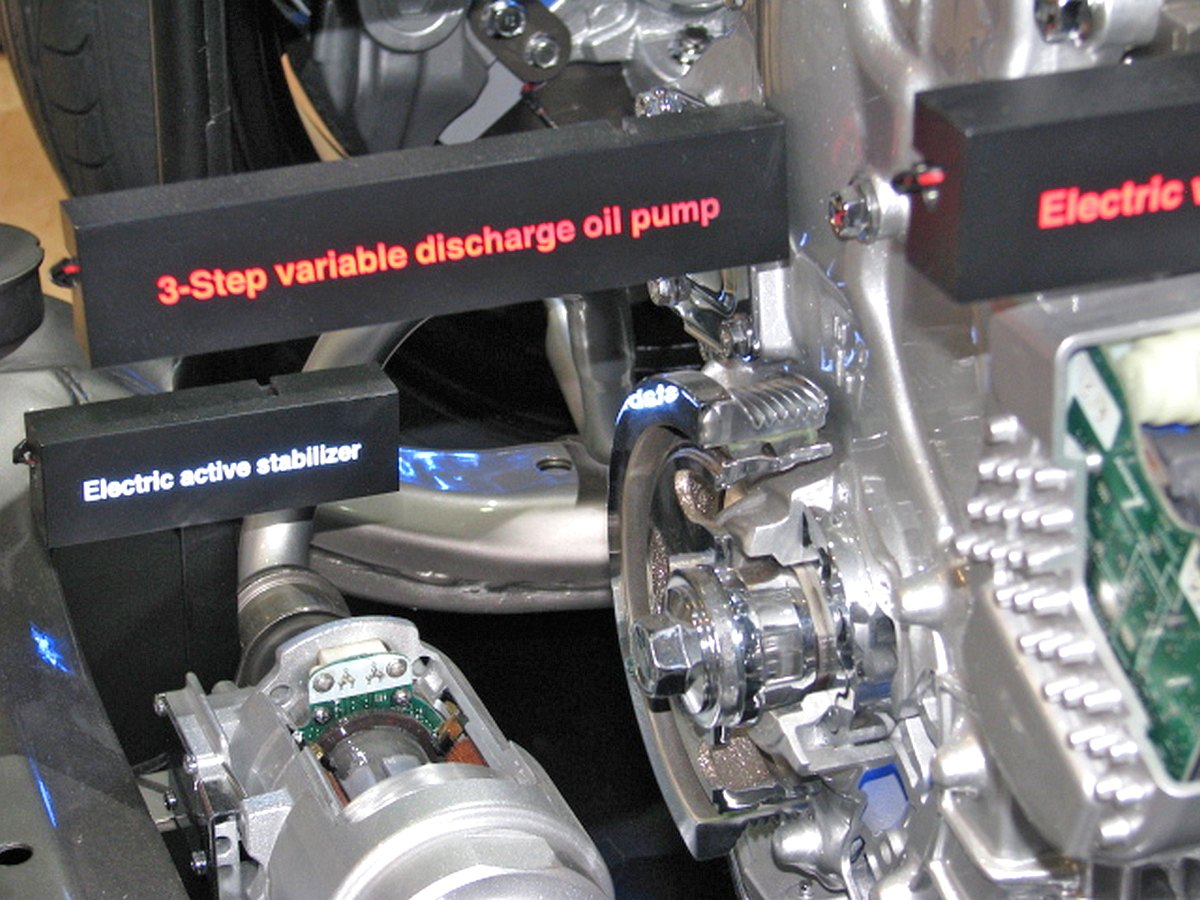 3-Step variable discharge oil pump
Electric
Electric active stabilizer